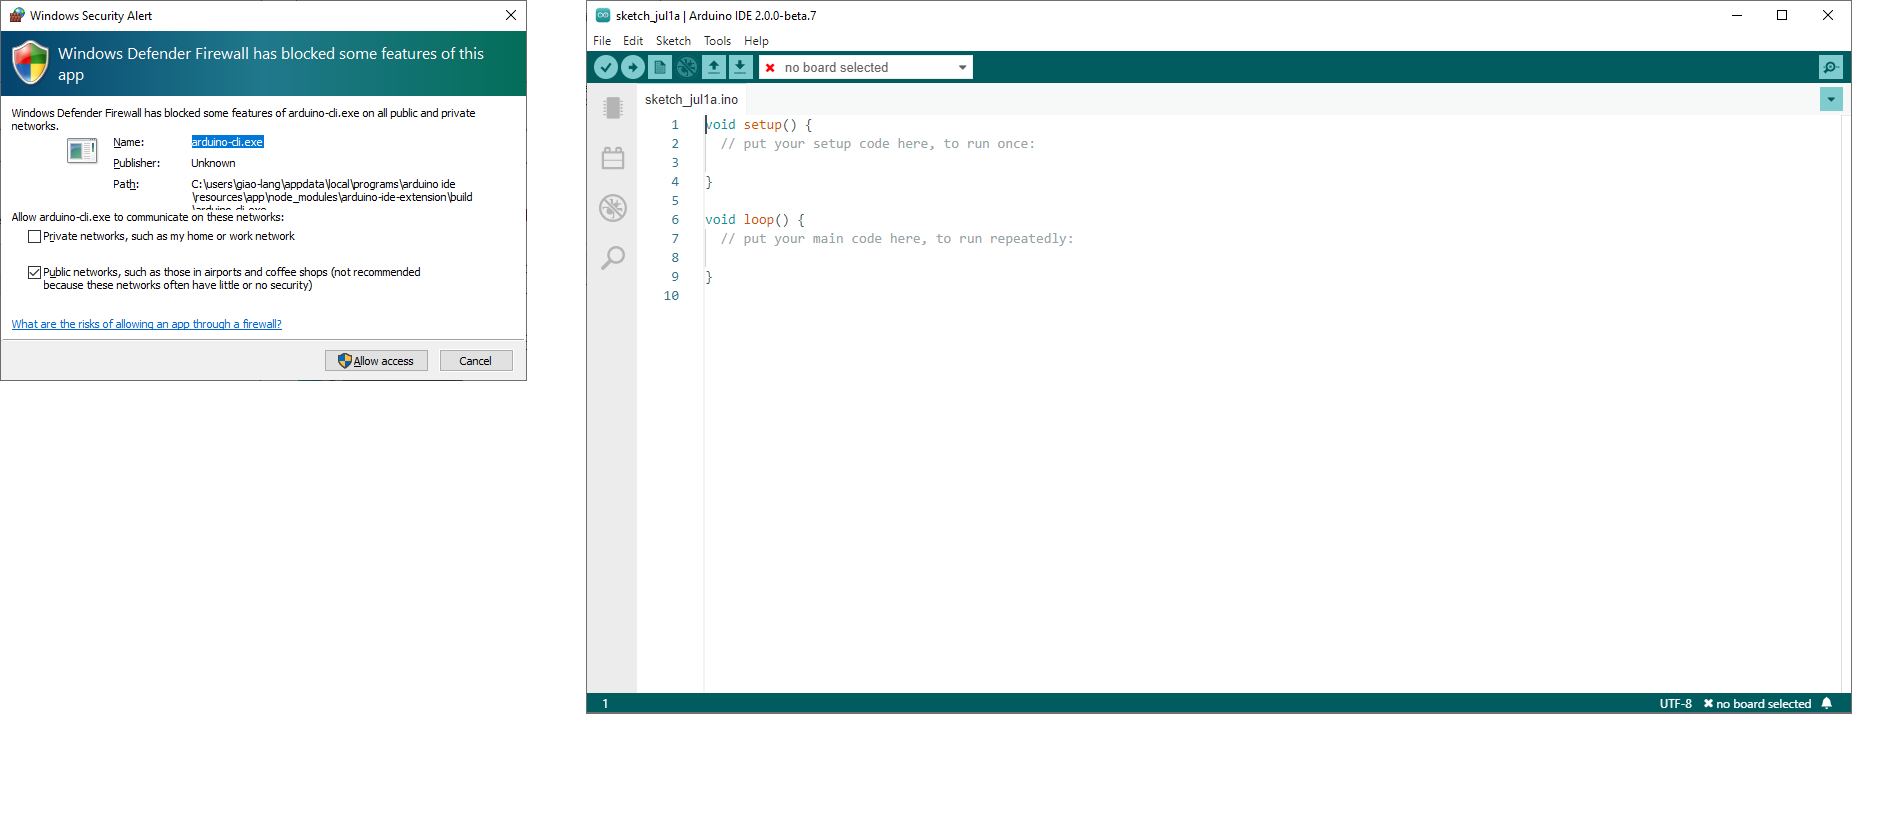 Windows Security Alert
Windows Defender Firewall has blocked some features of this
app
Windows Defender Firewall has blocked some features of arduino-cli.exe on all public and private
networks.
Name: arduino-cli.exe
Publisher: Unknown
Path: C:\users\giao-lang\appdata\local\programs\arduino ide
\resources\app\node_modules\arduino-ide-extension\build
\arduino-cli.exe
Allow arduino-cli.exe to communicate on these networks:
Private networks, such as my home or work network
Public networks, such as those in airports and coffee shops (not recommended
because these networks often have little or no security)
What are the risks of allowing an app through a firewall?
Allow access Cancel
sketch_jul1a | Arduino IDE 2.0.0-beta.7
File Edit Sketch Tools Help
no board selected
sketch_jul1a.ino
1 void setup() {
2 // put your setup code here, to run once:
3
4 }
5
6 void loop() {
7 // put your main code here, to run repeatedly:
8
9 }
10
1 UTF-8 no board selected